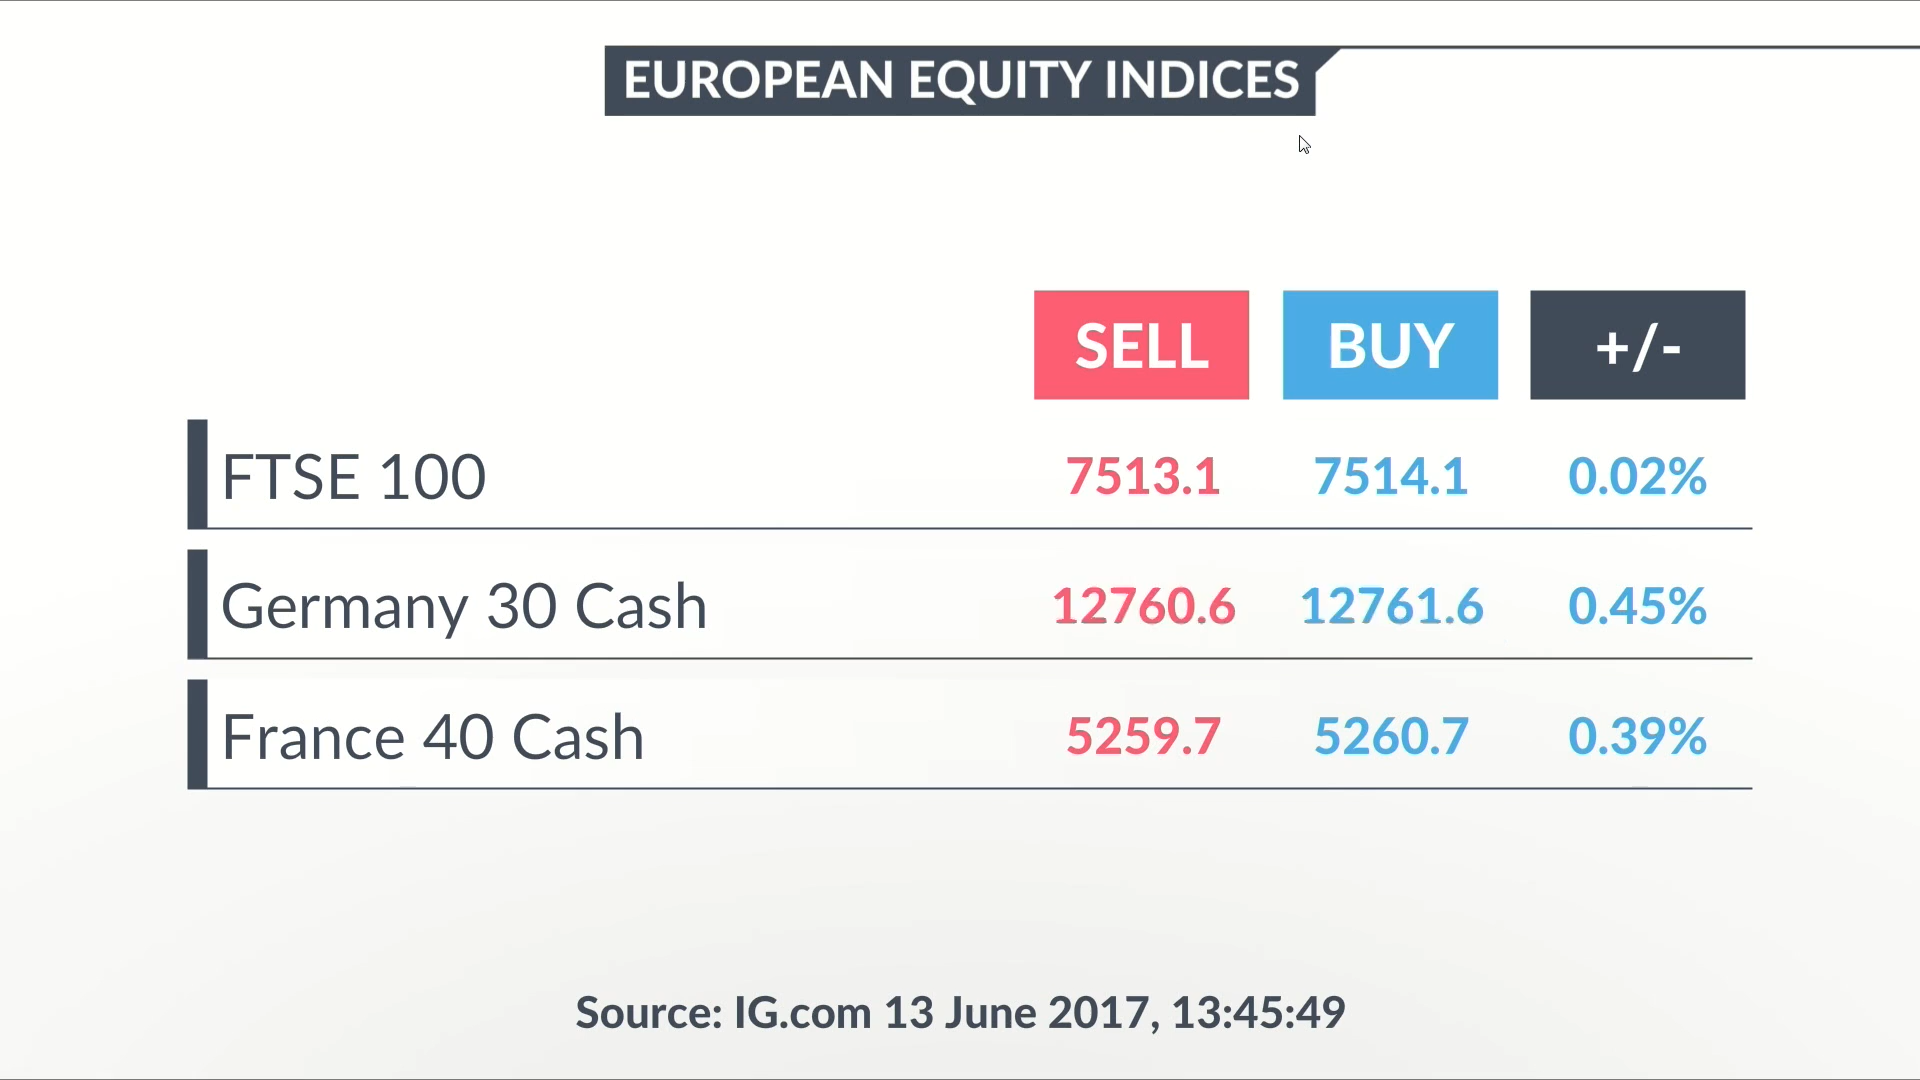 EUROPEAN EQUITY INDICES
SELL BUY +/-
FTSE 100 7513.1 7514.1 0.02%
Germany 30 Cash 12760.6 12761.6 0.45%
France 40 Cash 5259.7 5260.7 0.39%
Source: IG.com 13 June 2017, 13:45:49